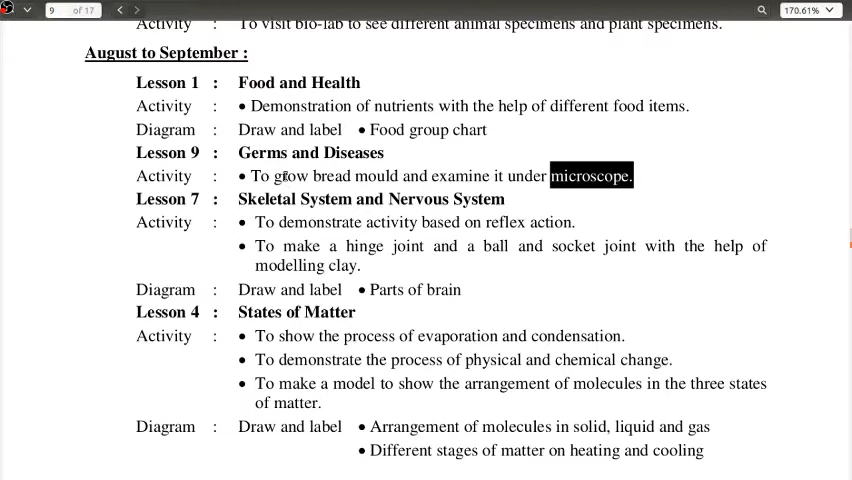 9 of 17 170.61%
Activity : To visit bio-lab to see different animal specimens and plant specimens.
August to September :
Lesson 1 : Food and Health
Activity : • Demonstration of nutrients with the help of different food items.
Diagram : Draw and label • Food group chart
Lesson 9 : Germs and Diseases
Activity : • To grow bread mould and examine it under microscope.
Lesson 7 : Skeletal System and Nervous System
Activity : • To demonstrate activity based on reflex action.
• To make a hinge joint and a ball and socket joint with the help of
modelling clay.
Diagram : Draw and label • Parts of brain
Lesson 4 : States of Matter
Activity : • To show the process of evaporation and condensation.
• To demonstrate the process of physical and chemical change.
• To make a model to show the arrangement of molecules in the three states
of matter.
Diagram : Draw and label • Arrangement of molecules in solid, liquid and gas
• Different stages of matter on heating and cooling